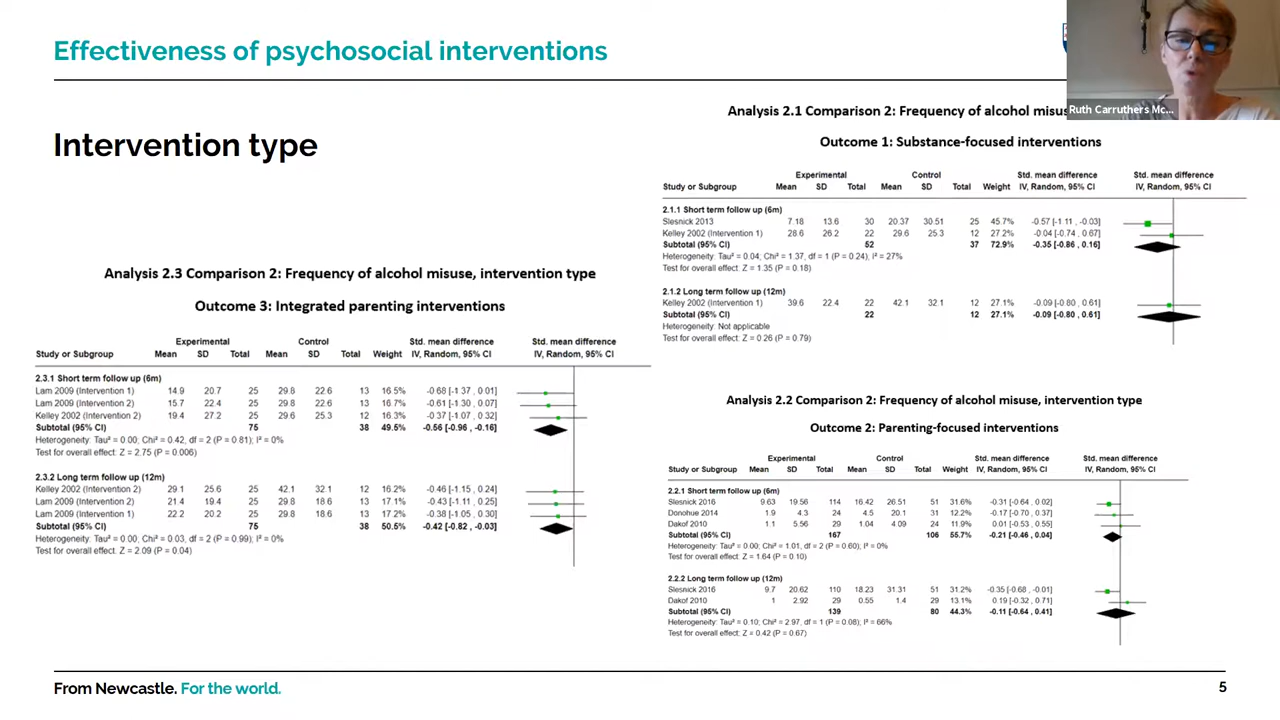 Effectiveness of psychosocial interventions
Ruth Carruthers Mc...
Intervention type
Analysis 2.3 Comparison 2: Frequency of alcohol misuse, intervention type
Outcome 3: Integrated parenting interventions
Experimental Control Std. mean difference Std. mean difference
Study or Subgroup Mean SD Total Mean SD Total Weight IV, Random, 95% CI IV, Random, 95% CI
2.3.1 Short term follow up (6m)
Lam 2009 (Intervention 1) 14.9 20.7 25 29.8 22.6 13 16.5% -0.68 [-1.37 , 0.01]
Lam 2009 (Intervention 2) 15.7 22.4 25 29.8 22.6 13 16.7% -0.61 [-1.30 , 0.07]
Kelley 2002 (Intervention 2) 19.4 27.2 25 29.6 25.3 12 16.3% -0.37 [-1.07 , 0.32]
Subtotal (95% CI) 75 38 49.5% -0.56 [-0.96 , -0.16]
Heterogeneity: Tau² = 0.00; Chi² = 0.42, df = 2 (P = 0.81); I² = 0%
Test for overall effect: Z = 2.75 (P = 0.006)
2.3.2 Long term follow up (12m)
Kelley 2002 (Intervention 2) 29.1 25.6 25 42.1 32.1 12 16.2% -0.46 [-1.15 , 0.24]
Lam 2009 (Intervention 2) 21.4 19.4 25 29.8 18.6 13 17.1% -0.43 [-1.11 , 0.25]
Lam 2009 (Intervention 1) 22.2 20.2 25 29.8 18.6 13 17.2% -0.38 [-1.05 , 0.30]
Subtotal (95% CI) 75 38 50.5% -0.42 [-0.82 , -0.03]
Heterogeneity: Tau² = 0.00; Chi² = 0.03, df = 2 (P = 0.99); I² = 0%
Test for overall effect: Z = 2.09 (P = 0.04)
Analysis 2.1 Comparison 2: Frequency of alcohol misu
Outcome 1: Substance-focused interventions
Experimental Control Std. mean difference Std. mean difference
Study or Subgroup Mean SD Total Mean SD Total Weight IV, Random, 95% CI IV, Random, 95% CI
2.1.1 Short term follow up (6m)
Slesnick 2013 7.18 13.6 30 20.37 30.51 25 45.7% -0.57 [-1.11 , -0.03]
Kelley 2002 (Intervention 1) 28.6 26.2 22 29.6 25.3 12 27.2% -0.04 [-0.74 , 0.67]
Subtotal (95% CI) 52 37 72.9% -0.35 [-0.86 , 0.16]
Heterogeneity: Tau² = 0.04; Chi² = 1.37, df = 1 (P = 0.24); I² = 27%
Test for overall effect: Z = 1.35 (P = 0.18)
2.1.2 Long term follow up (12m)
Kelley 2002 (Intervention 1) 39.6 22.4 22 42.1 32.1 12 27.1% -0.09 [-0.80 , 0.61]
Subtotal (95% CI) 22 12 27.1% -0.09 [-0.80 , 0.61]
Heterogeneity: Not applicable
Test for overall effect: Z = 0.26 (P = 0.79)
Analysis 2.2 Comparison 2: Frequency of alcohol misuse, intervention type
Outcome 2: Parenting-focused interventions
Experimental Control Std. mean difference Std. mean difference
Study or Subgroup Mean SD Total Mean SD Total Weight IV, Random, 95% CI IV, Random, 95% CI
2.2.1 Short term follow up (6m)
Slesnick 2016 9.63 19.56 114 16.42 26.51 51 31.6% -0.31 [-0.64 , 0.02]
Donohue 2014 1.9 4.3 24 4.5 20.1 31 12.2% -0.17 [-0.70 , 0.37]
Dakof 2010 1.1 5.56 29 1.04 4.09 24 11.9% 0.01 [-0.53 , 0.55]
Subtotal (95% CI) 167 106 55.7% -0.21 [-0.46 , 0.04]
Heterogeneity: Tau² = 0.00; Chi² = 1.01, df = 2 (P = 0.60); I² = 0%
Test for overall effect: Z = 1.64 (P = 0.10)
2.2.2 Long term follow up (12m)
Slesnick 2016 9.7 20.62 110 18.23 31.31 51 31.2% -0.35 [-0.68 , -0.01]
Dakof 2010 1 2.92 29 0.55 1.4 29 13.1% 0.19 [-0.32 , 0.71]
Subtotal (95% CI) 139 80 44.3% -0.11 [-0.64 , 0.41]
Heterogeneity: Tau² = 0.10; Chi² = 2.97, df = 1 (P = 0.08); I² = 66%
Test for overall effect: Z = 0.42 (P = 0.67)
From Newcastle. For the world.
5